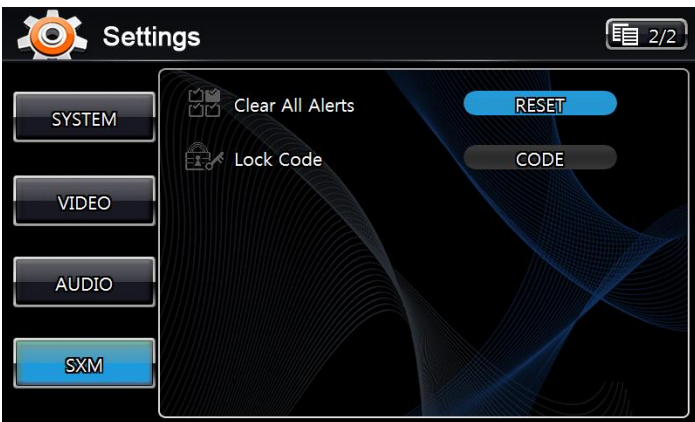 Settings
2/2
SYSTEM
VIDEO
AUDIO
SXM
Clear All Alerts RESET
Lock Code CODE